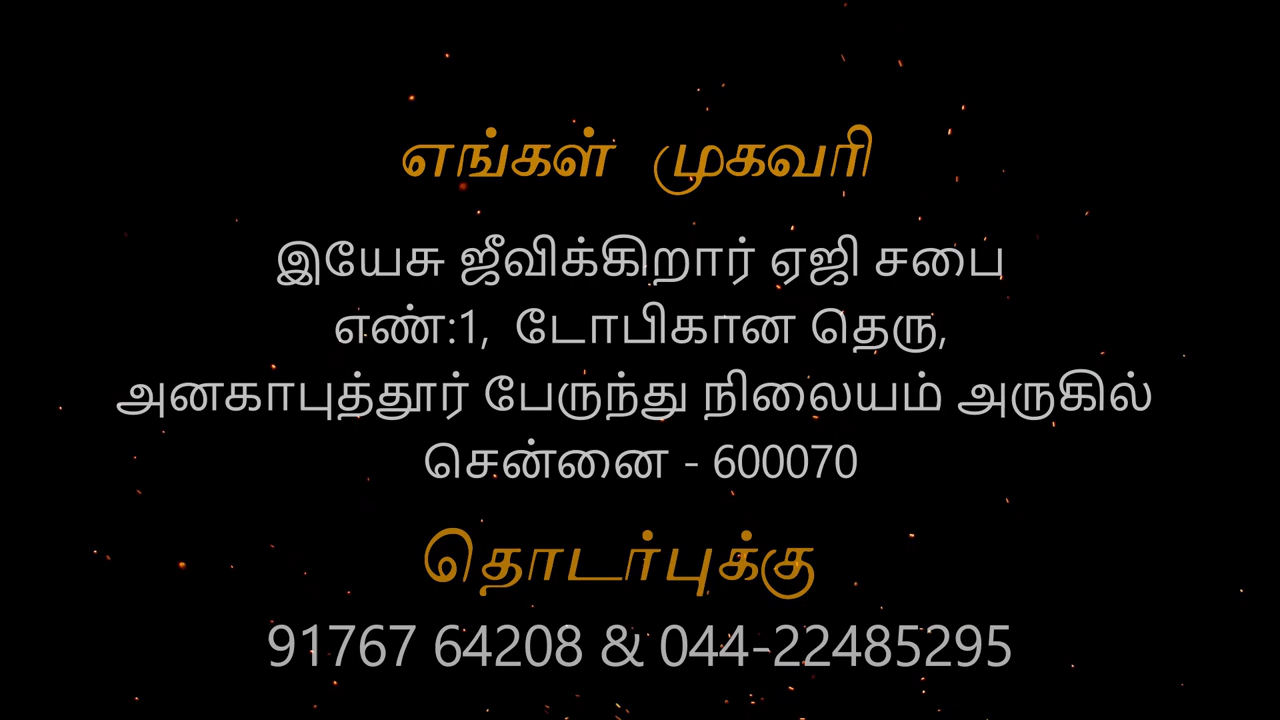 எங்கள் முகவரி
இயேசு ஜீவிக்கிறார் ஏஜி சபை
எண்:1, டோபிகான தெரு,
அனகாபுத்தூர் பேருந்து நிலையம் அருகில்
சென்னை - 600070
தொடர்புக்கு
91767 64208 & 044-22485295